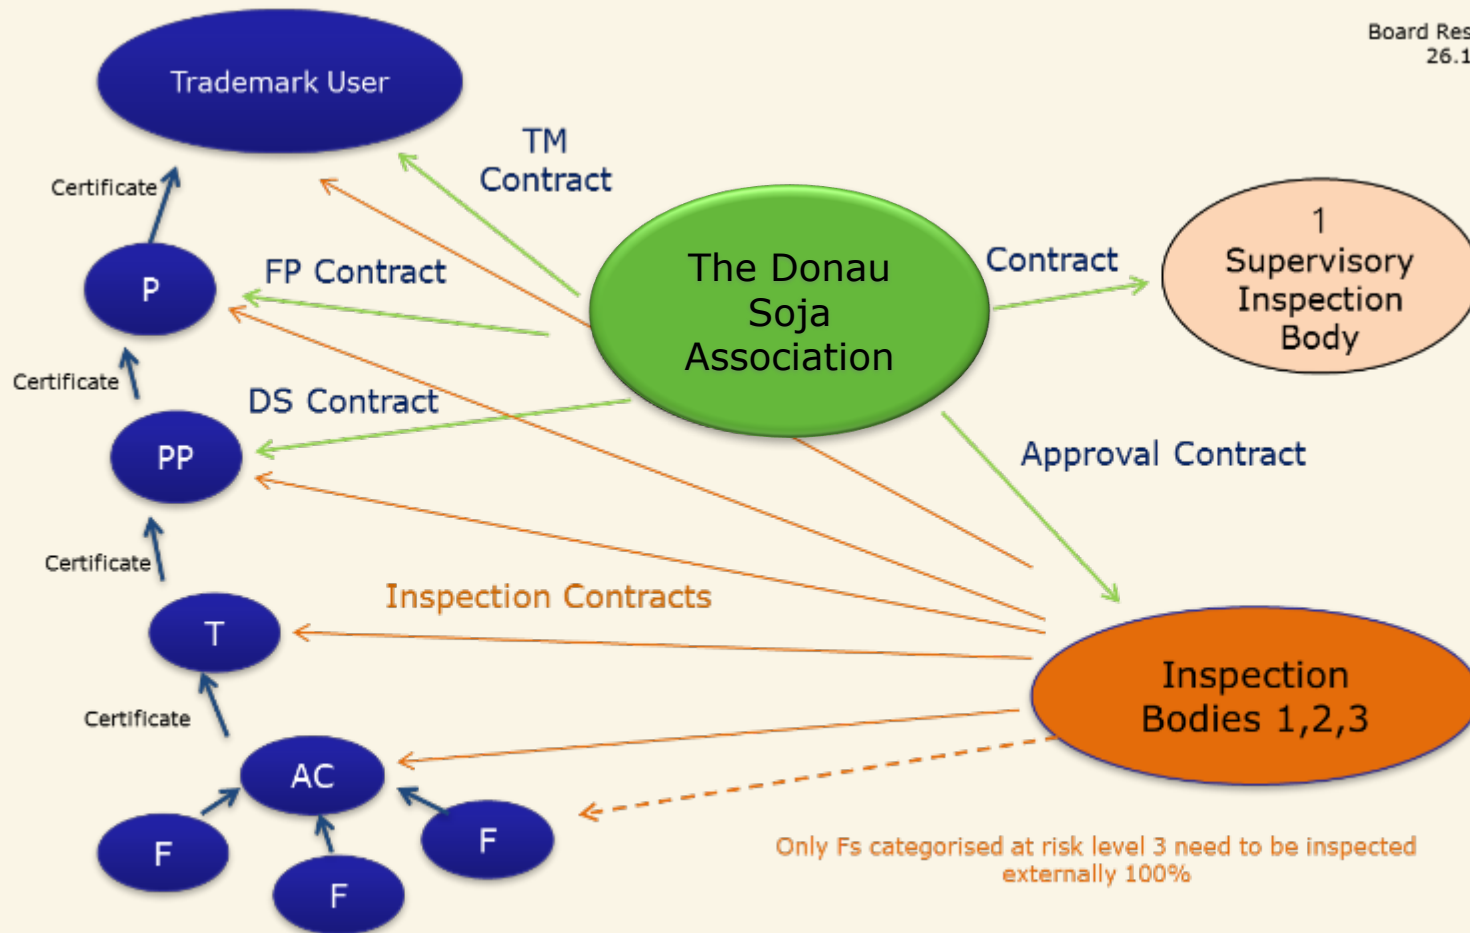 Board Res
26.1
Trademark User
TM
Contract
Certificate
The Donau
Soja
Association
1
Supervisory
Inspection
Body
Contract
FP Contract
P
Certificate
DS Contract
PP
Approval Contract
Certificate
Inspection Contracts
T
Inspection
Bodies 1,2,3
Certificate
AC
F
F
F
Only Fs categorised at risk level 3 need to be inspected
externally 100%